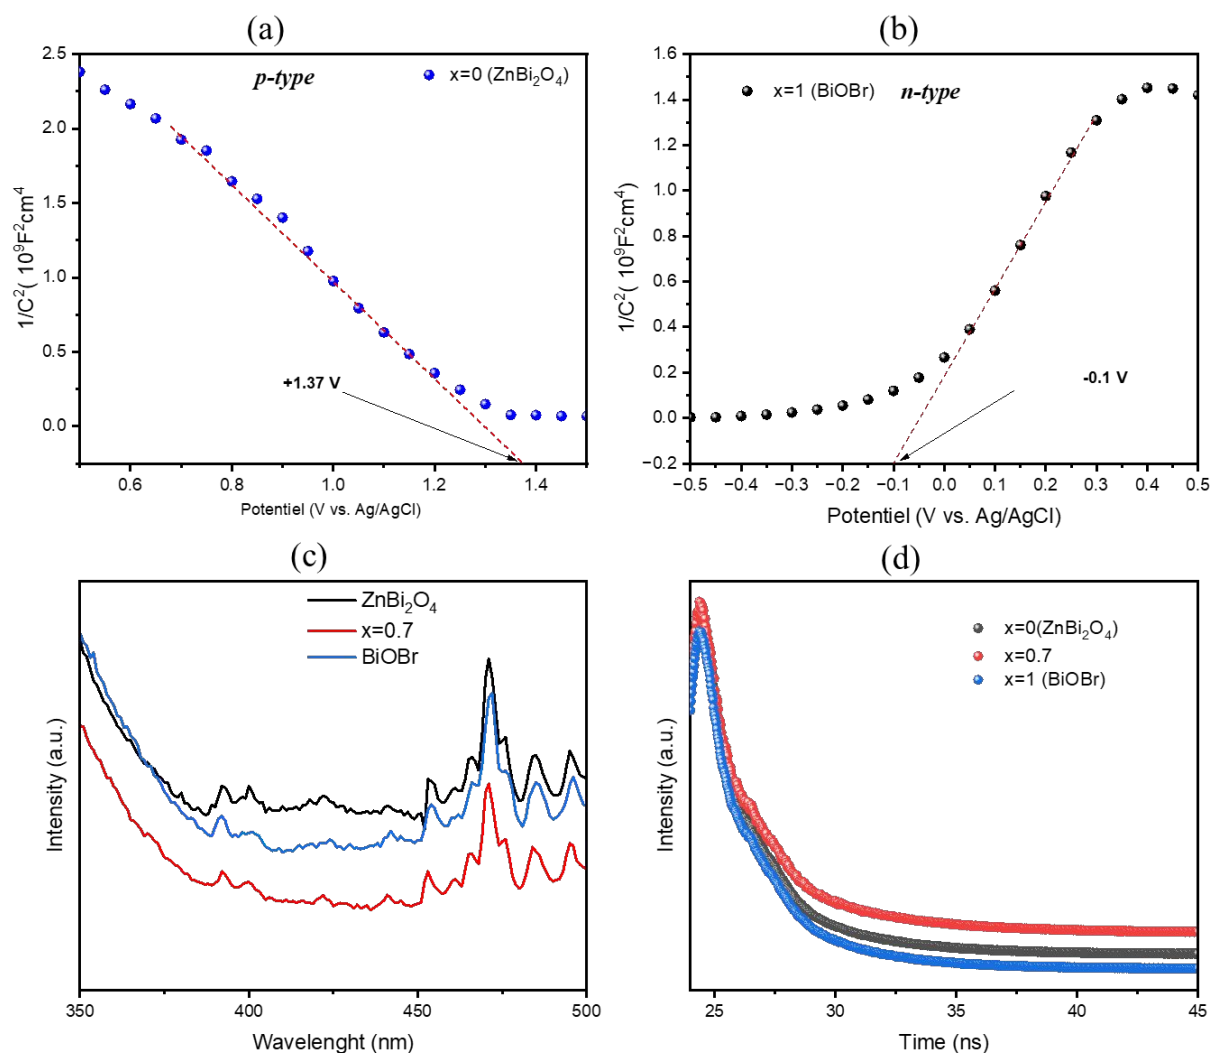 (a)
p-type
x=0 (ZnBi₂O₄)
2.5
2.0
1.5
1.0
0.5
0.0
1/C²( 10⁹F²cm⁴)
+1.37 V
0.6 0.8 1.0 1.2 1.4
Potentiel (V vs. Ag/AgCl)
(b)
x=1 (BiOBr)
n-type
1.6
1.4
1.2
1.0
0.8
0.6
0.4
0.2
0.0
−0.2
1/C²( 10⁹F²cm⁴)
-0.1 V
−0.5 −0.4 −0.3 −0.2 −0.1 0.0 0.1 0.2 0.3 0.4 0.5
Potentiel (V vs. Ag/AgCl)
(c)
ZnBi₂O₄
x=0.7
BiOBr
Intensity (a.u.)
350 400 450 500
Wavelenght (nm)
(d)
x=0(ZnBi₂O₄)
x=0.7
x=1 (BiOBr)
Intensity (a.u.)
25 30 35 40 45
Time (ns)